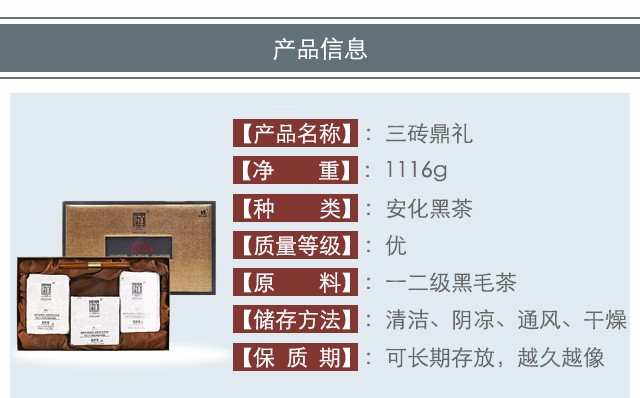 产品信息
【产品名称】：三砖鼎礼
【净 重】：1116g
【种 类】：安化黑茶
【质量等级】：优
【原 料】：一二级黑毛茶
【储存方法】：清洁、阴凉、通风、干燥
【保 质 期】：可长期存放，越久越像